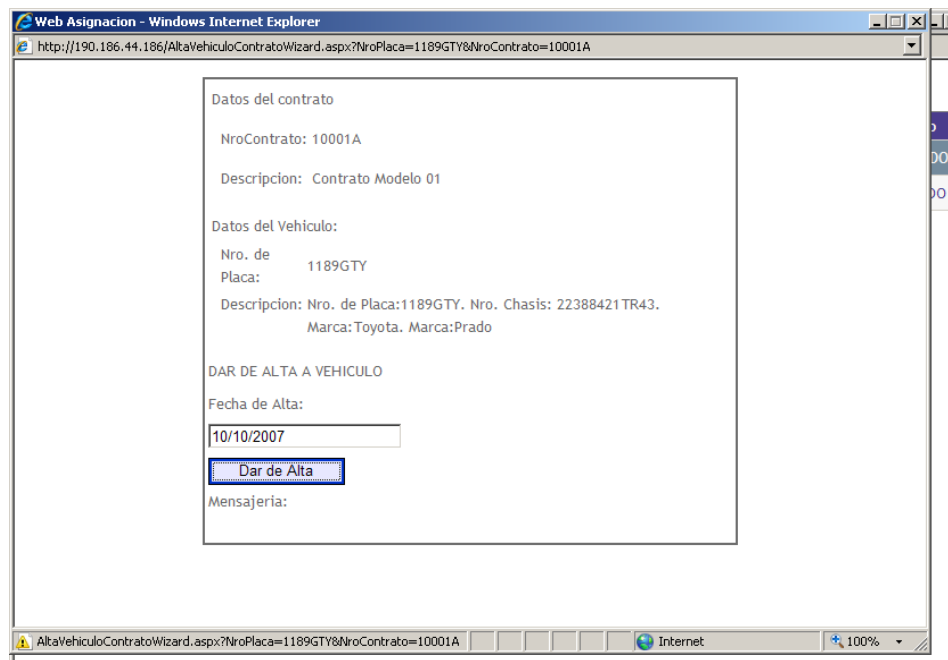 Web Asignacion - Windows Internet Explorer
http://190.186.44.186/AltaVehiculoContratoWizard.aspx?NroPlaca=1189GTY&NroContrato=10001A
Datos del contrato
NroContrato: 10001A
Descripcion: Contrato Modelo 01
Datos del Vehiculo:
Nro. de
Placa:
1189GTY
Descripcion: Nro. de Placa:1189GTY. Nro. Chasis: 22388421TR43.
Marca:Toyota. Marca:Prado
DAR DE ALTA A VEHICULO
Fecha de Alta:
10/10/2007
Dar de Alta
Mensajeria:
AltaVehiculoContratoWizard.aspx?NroPlaca=1189GTY&NroContrato=10001A
Internet
100%